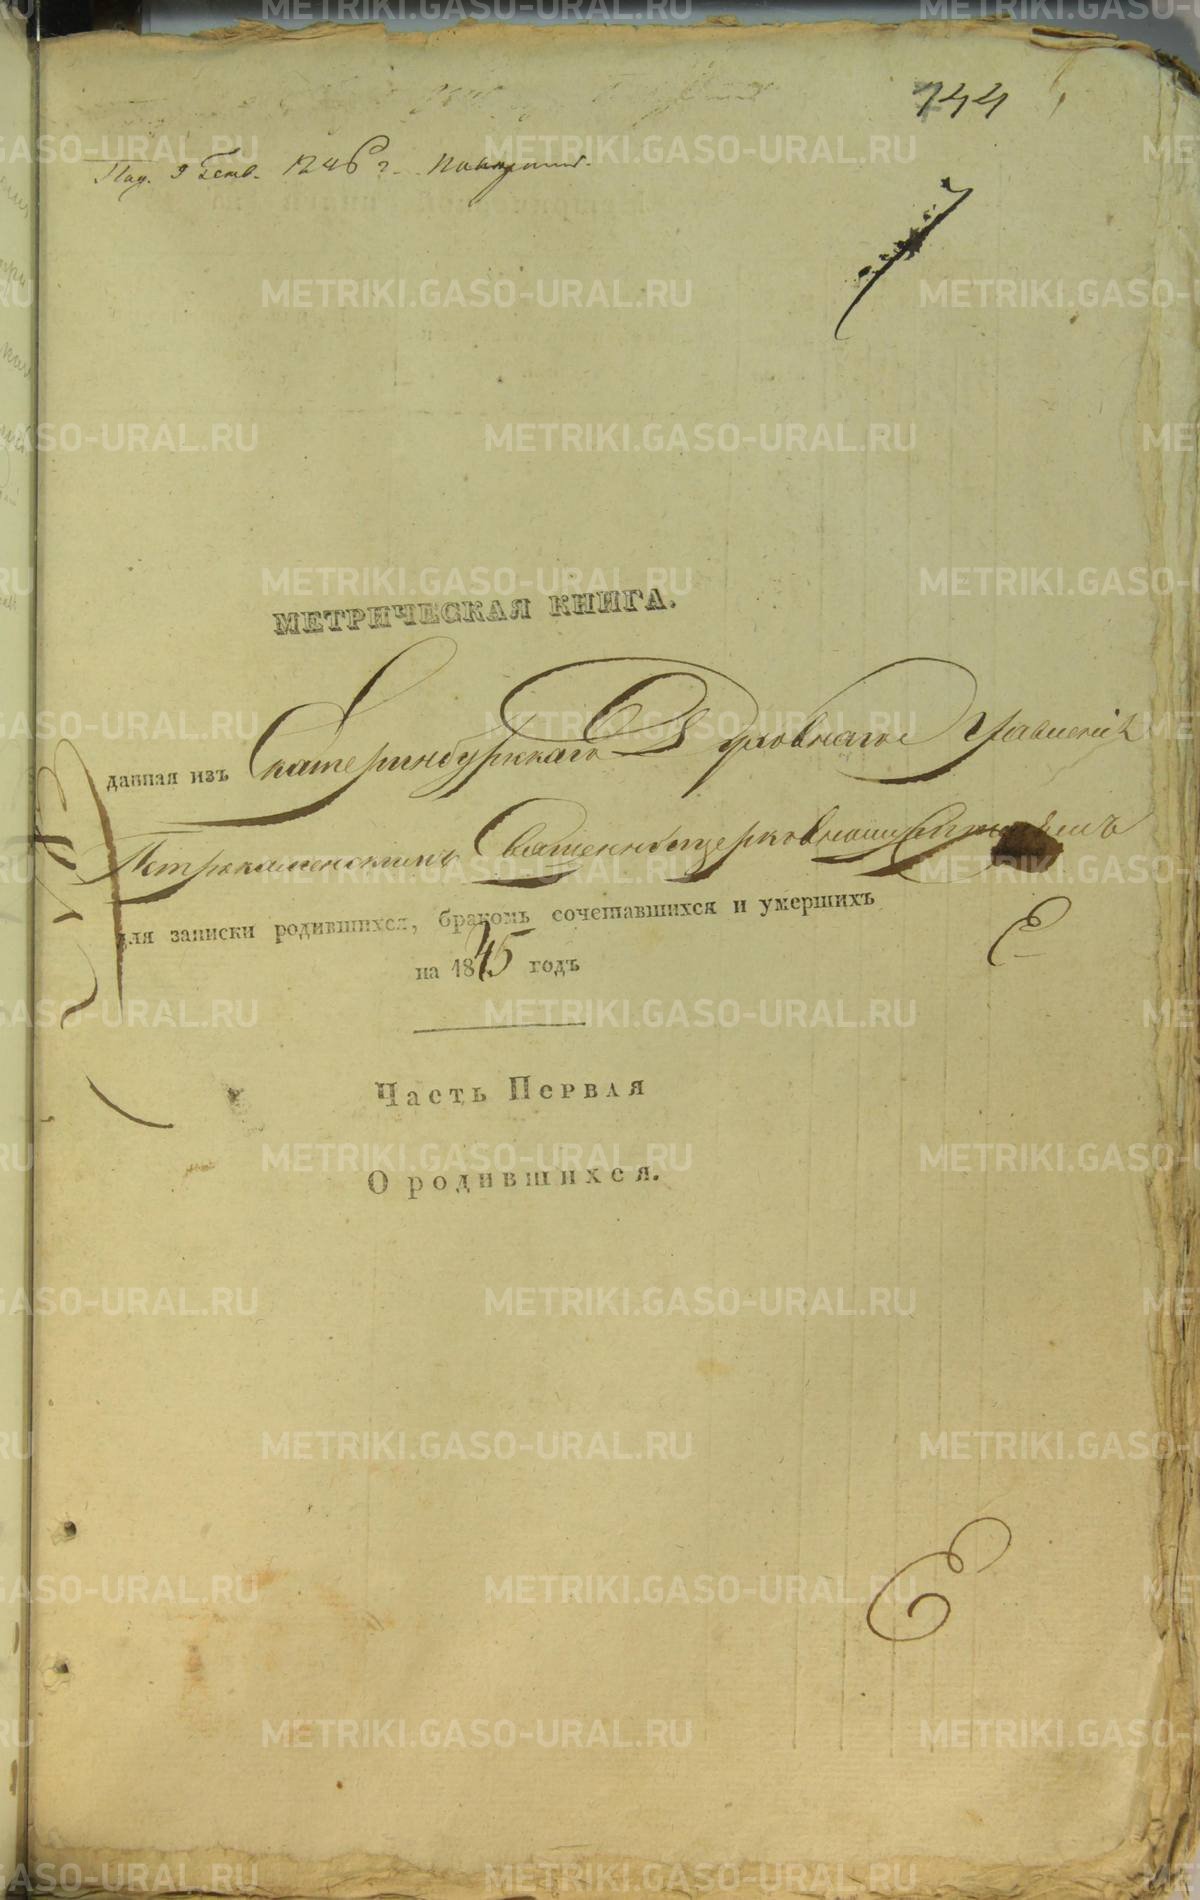 744
Под. 9 Генв. 1846 г.
МЕТРИЧЕСКАЯ КНИГА.
данная изъ Екатеринбургскаго Духовнаго Правленія
Петрокаменскимъ Священноцерковнослужителямъ
для записки родившихся, бракомъ сочетавшихся и умершихъ
на 1845 годъ
Часть Первая
О родившихся.
METRIKI.GASO-URAL.RU